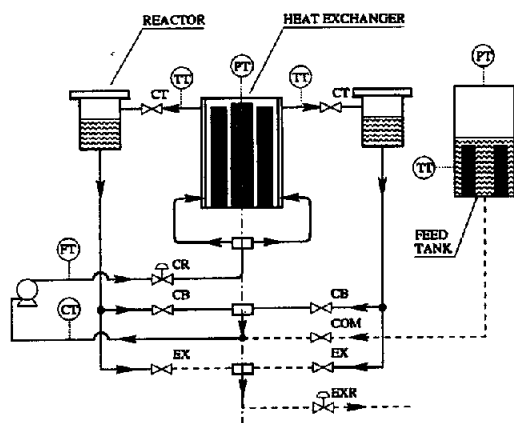 REACTOR
HEAT EXCHANGER
PT
PT
TT
TT
CT
CT
TT
FEED
TANK
FT
CR
CB
CB
CT
COM
EX
EX
EXR